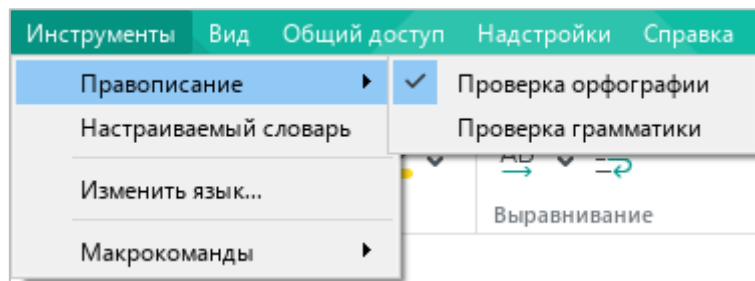 Инструменты Вид Общий доступ Надстройки Справка
Правописание
Проверка орфографии
Проверка грамматики
Настраиваемый словарь
Изменить язык...
Макрокоманды
Выравнивание